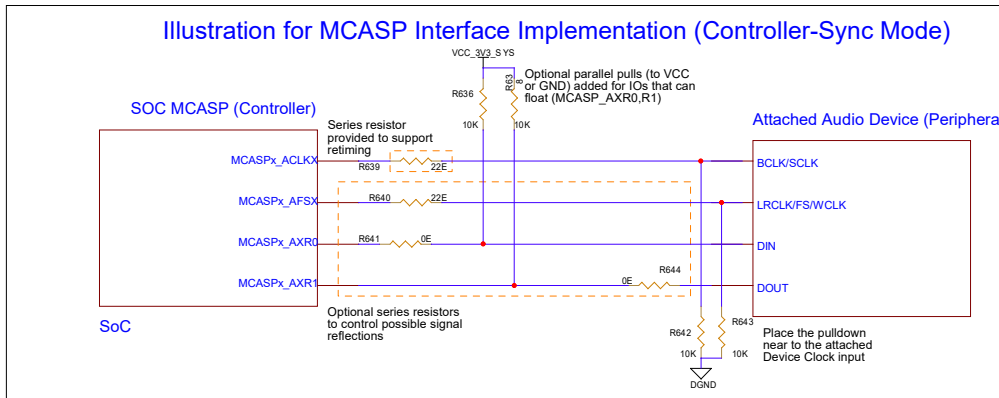 Illustration for MCASP Interface Implementation (Controller-Sync Mode)
VCC_3V3_SYS
R636
10K
R63
8
10K
Optional parallel pulls (to VCC
or GND) added for IOs that can
float (MCASP_AXR0,R1)
SOC MCASP (Controller)
Series resistor
provided to support
retiming
Attached Audio Device (Periphera
MCASPx_ACLKX
R639
22E
BCLK/SCLK
MCASPx_AFSX
R640
22E
LRCLK/FS/WCLK
MCASPx_AXR0
R641
0E
DIN
MCASPx_AXR1
0E
R644
DOUT
SoC
Optional series resistors
to control possible signal
reflections
R642
10K
R643
10K
DGND
Place the pulldown
near to the attached
Device Clock input